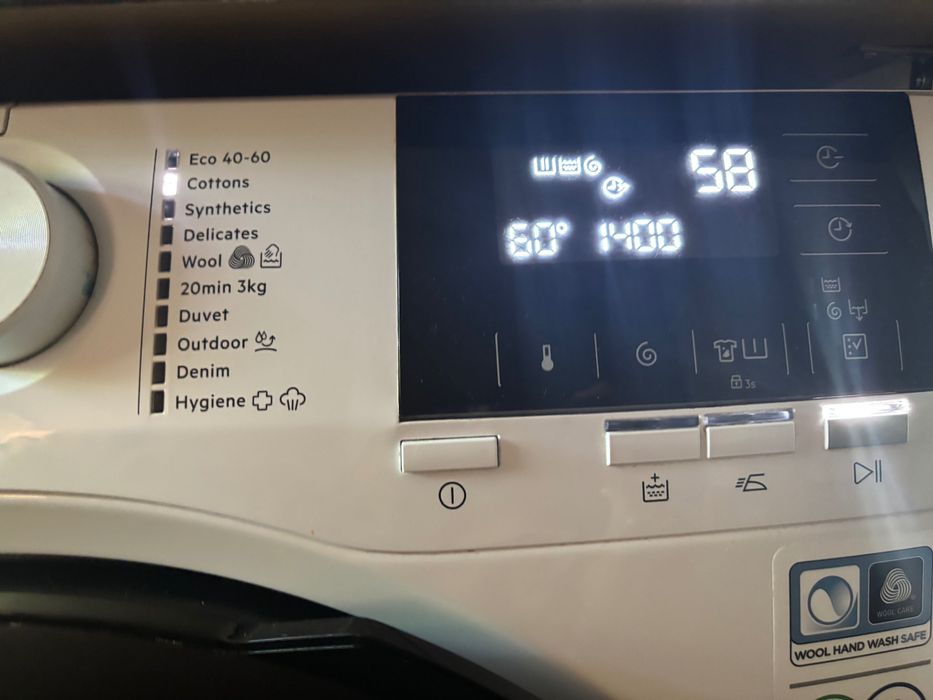 Eco 40-60
Cottons
Synthetics
Delicates
Wool
20min 3kg
Duvet
Outdoor
Denim
Hygiene
58
60° 1400
3s
WOOL CARE
WOOL HAND WASH SAFE